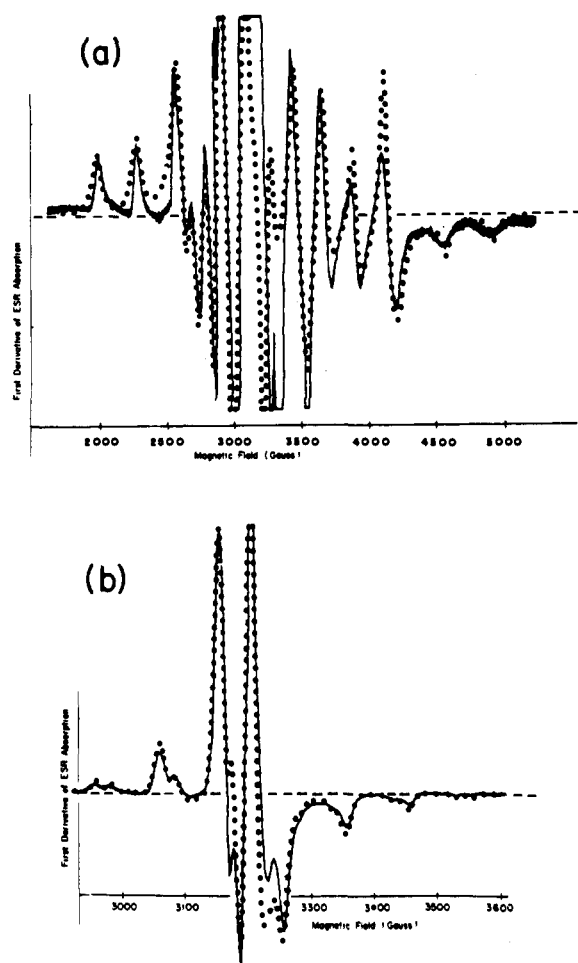 (a)
First Derivative of ESR Absorption
2000 2500 3000 3500 4000 4500 5000
Magnetic Field (Gauss)
(b)
First Derivative of ESR Absorption
3000 3100 3300 3400 3500 3600
Magnetic Field (Gauss)